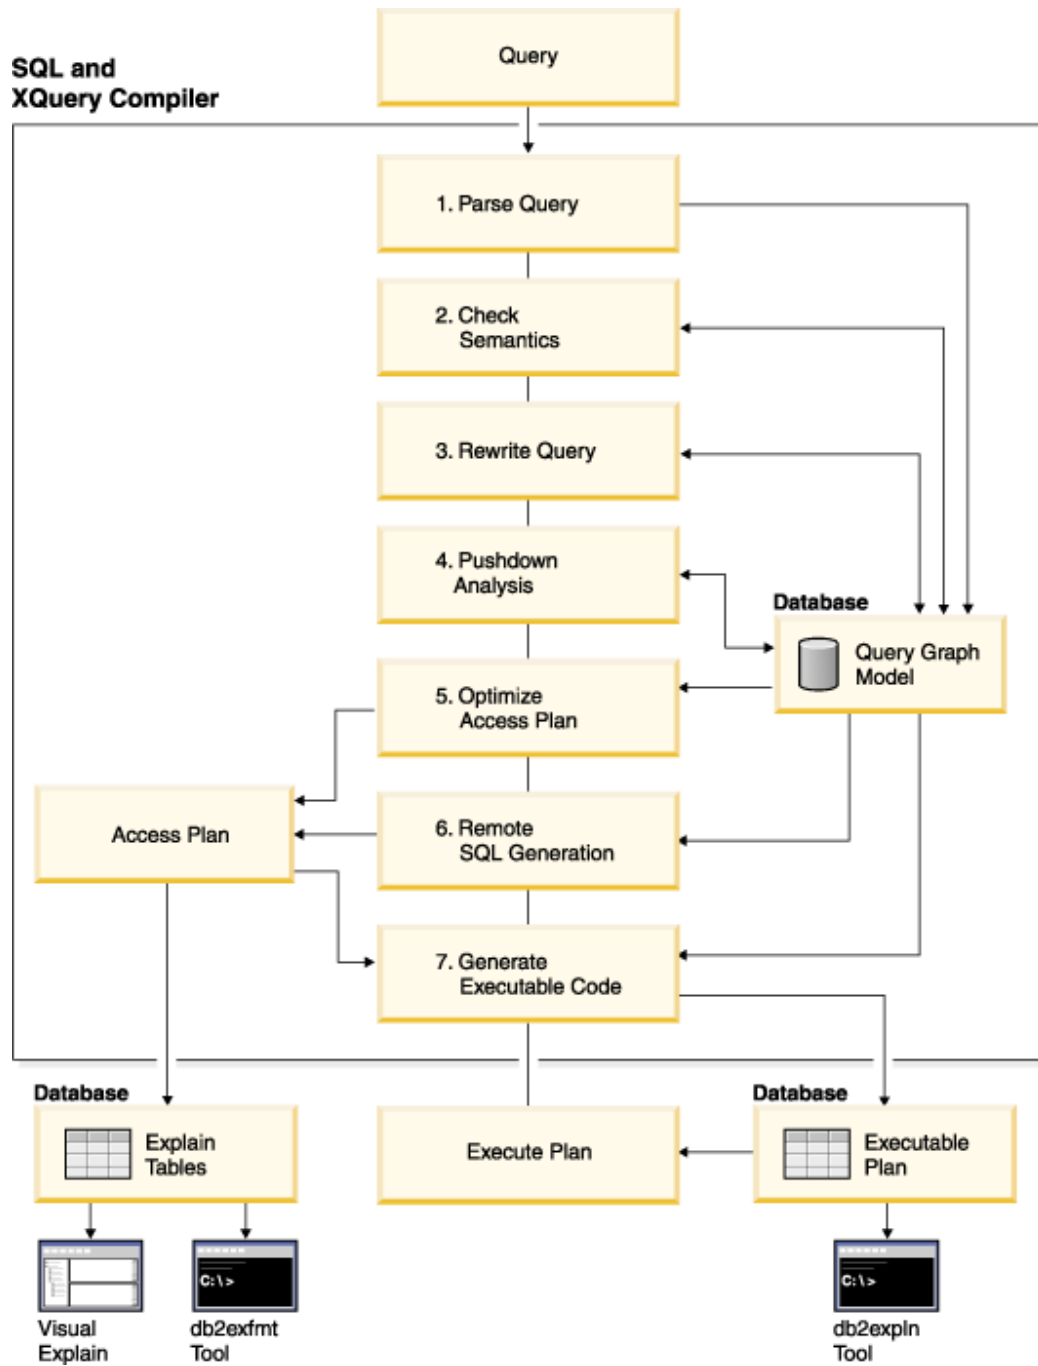 Query
SQL and
XQuery Compiler
1. Parse Query
2. Check
Semantics
3. Rewrite Query
4. Pushdown
Analysis
Database
Query Graph
Model
5. Optimize
Access Plan
Access Plan
6. Remote
SQL Generation
7. Generate
Executable Code
Database
Explain
Tables
Execute Plan
Database
Executable
Plan
C:\>
C:\>
Visual
Explain
db2exfmt
Tool
db2expln
Tool